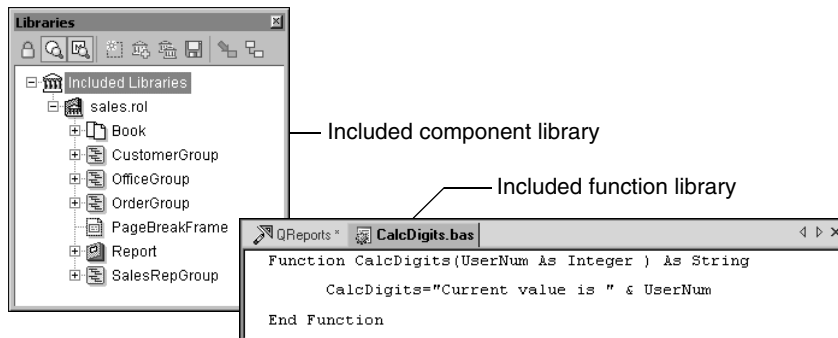 Libraries
Included Libraries
sales.rol
Book
CustomerGroup
OfficeGroup
OrderGroup
PageBreakFrame
Report
SalesRepGroup
Included component library
Included function library
QReports * CalcDigits.bas
Function CalcDigits(UserNum As Integer ) As String
CalcDigits="Current value is " & UserNum
End Function